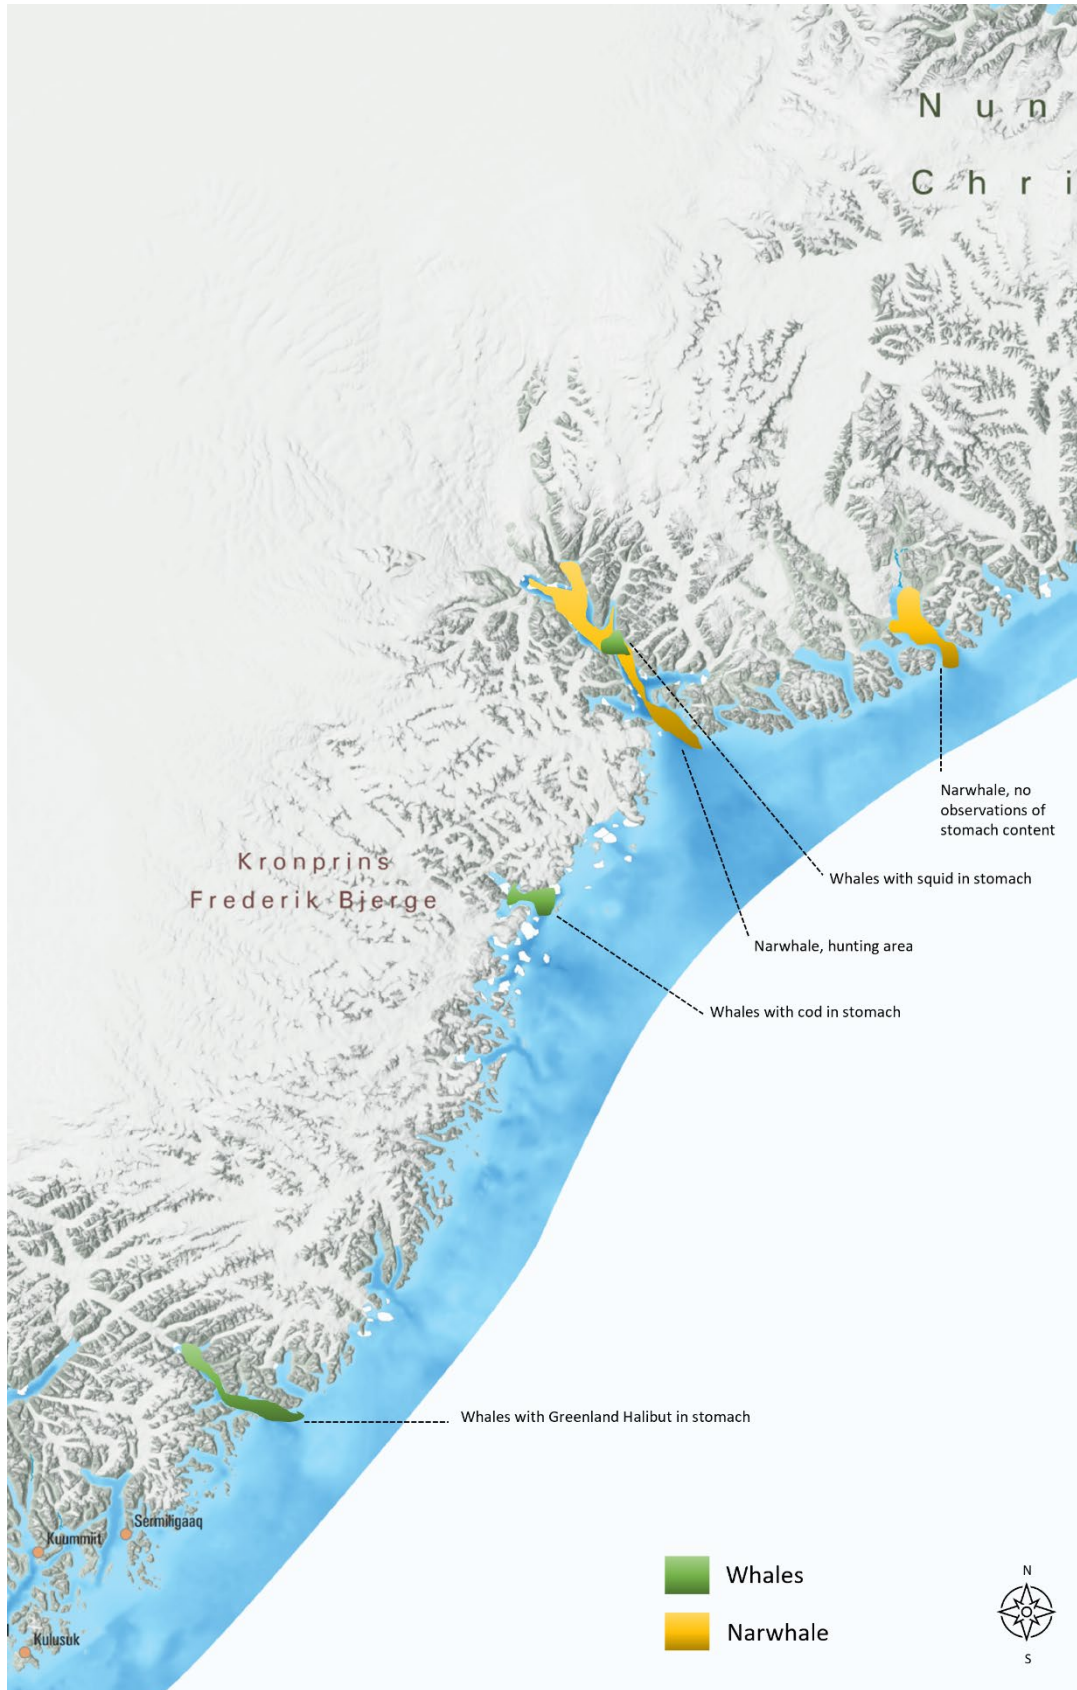 N u n
C h r i
Narwhale, no
observations of
stomach content
Kronprins
Frederik Bjerge
Whales with squid in stomach
Narwhale, hunting area
Whales with cod in stomach
Whales with Greenland Halibut in stomach
Sermiligaaq
Kuummiit
Kulusuk
Whales
Narwhale
N
S